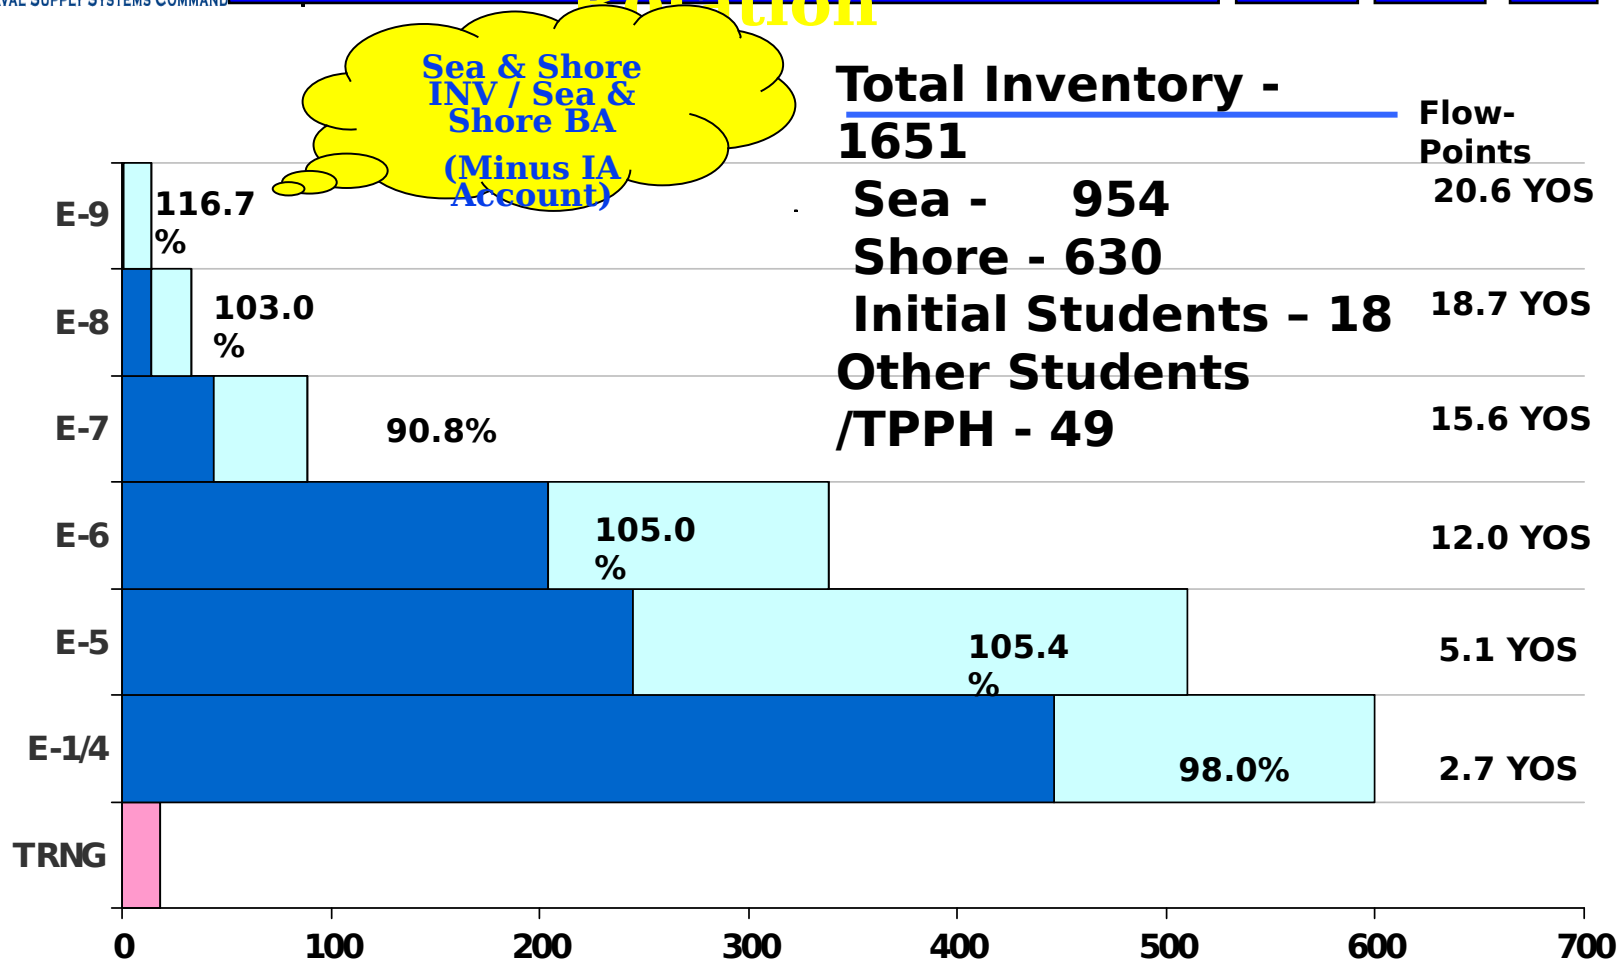 SUPPLY SYSTEMS COMMAND
Sea & Shore
INV / Sea &
Shore BA
(Minus IA
Account)
Total Inventory -
1651
Sea - 954
Shore - 630
Initial Students – 18
Other Students
/TPPH - 49
Flow-
Points
E-9
116.7
%
20.6 YOS
E-8
103.0
%
18.7 YOS
E-7
90.8%
15.6 YOS
E-6
105.0
%
12.0 YOS
E-5
105.4
%
5.1 YOS
E-1/4
98.0%
2.7 YOS
TRNG
0 100 200 300 400 500 600 700